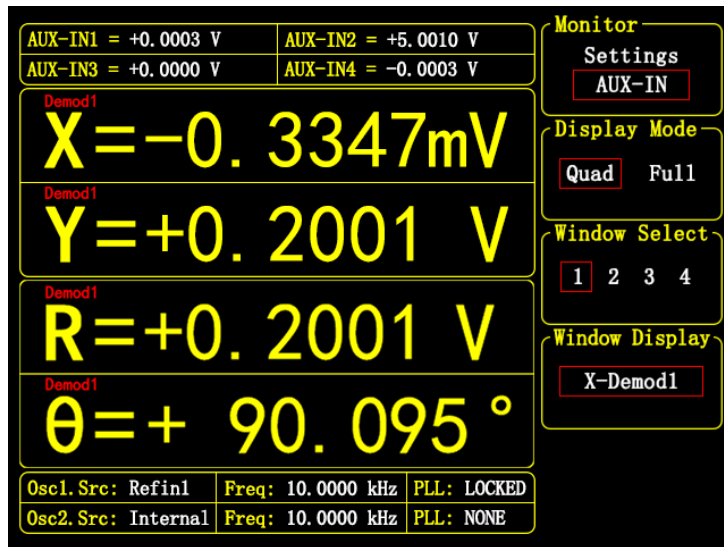 AUX-IN1 = +0.0003 V AUX-IN2 = +5.0010 V
AUX-IN3 = +0.0000 V AUX-IN4 = -0.0003 V
Demod1
X=-0.3347mV
Demod1
Y=+0.2001 V
Demod1
R=+0.2001 V
Demod1
θ=+ 90.095 °
Osc1.Src: Refin1 Freq: 10.0000 kHz PLL: LOCKED
Osc2.Src: Internal Freq: 10.0000 kHz PLL: NONE
Monitor
Settings
AUX-IN
Display Mode
Quad Full
Window Select
1 2 3 4
Window Display
X-Demod1